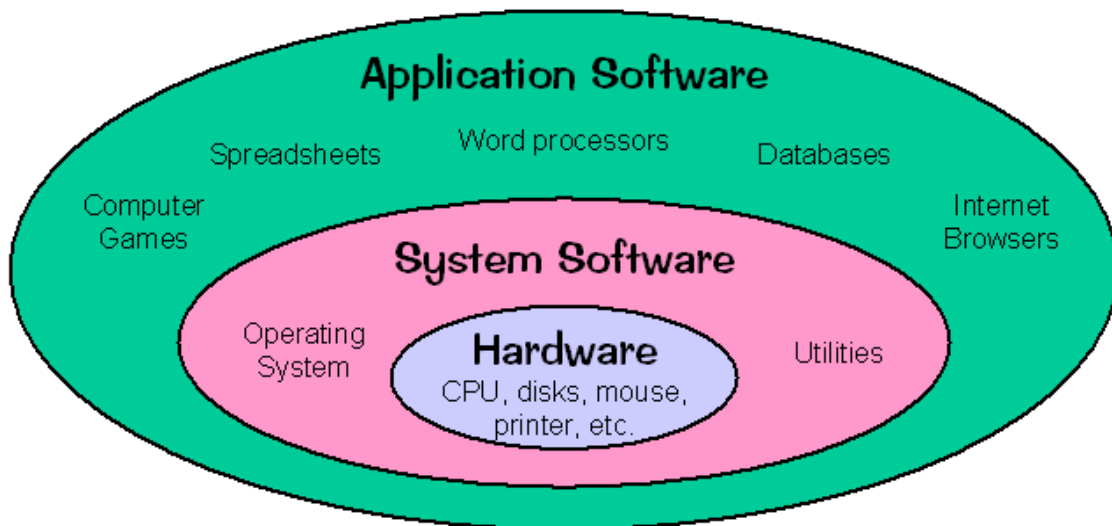 Application Software
Word processors
Spreadsheets
Databases
Computer
Games
Internet
Browsers
System Software
Operating
System
Utilities
Hardware
CPU, disks, mouse,
printer, etc.